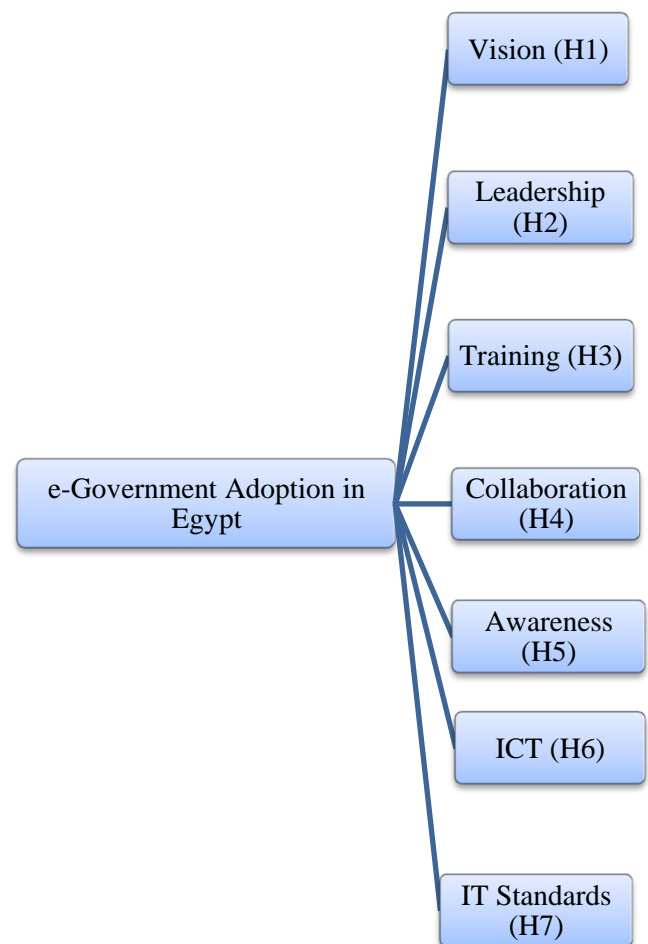 Vision (H1)
Leadership
(H2)
Training (H3)
e-Government Adoption in
Egypt
Collaboration
(H4)
Awareness
(H5)
ICT (H6)
IT Standards
(H7)